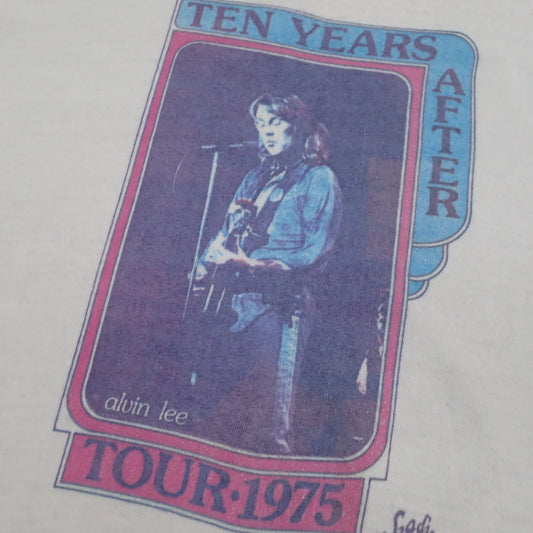 TEN YEARS
AFTER
alvin lee
TOUR·1975